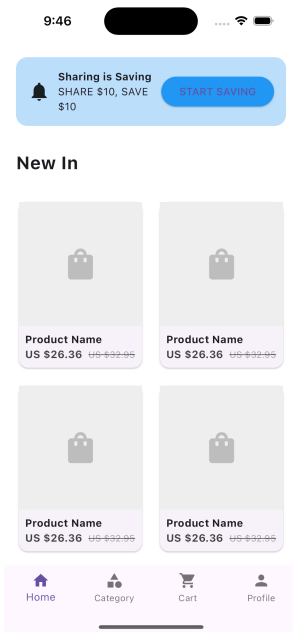 9:46
Sharing is Saving
SHARE $10, SAVE
$10
START SAVING
New In
Product Name
US $26.36 US $32.95
Product Name
US $26.36 US $32.95
Product Name
US $26.36 US $32.95
Product Name
US $26.36 US $32.95
Home
Category
Cart
Profile